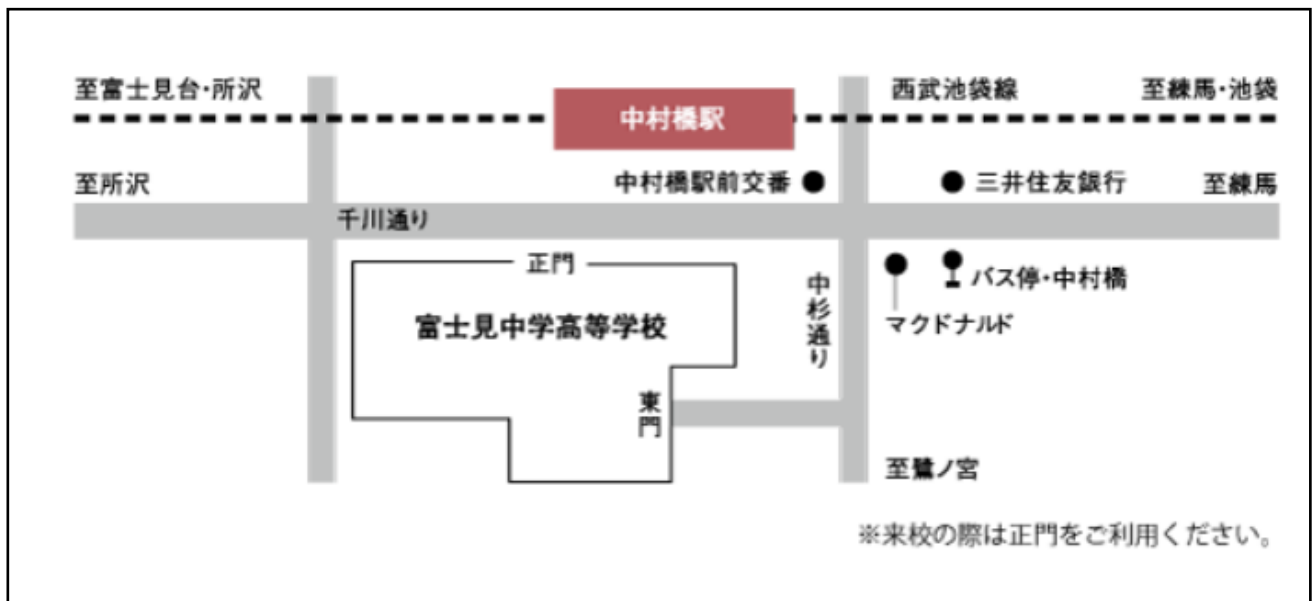 至富士見台・所沢
西武池袋線
至練馬・池袋
中村橋駅
至所沢
中村橋駅前交番
三井住友銀行
至練馬
千川通り
正門
バス停・中村橋
中杉通り
富士見中学高等学校
マクドナルド
東門
至鷺ノ宮
※来校の際は正門をご利用ください。